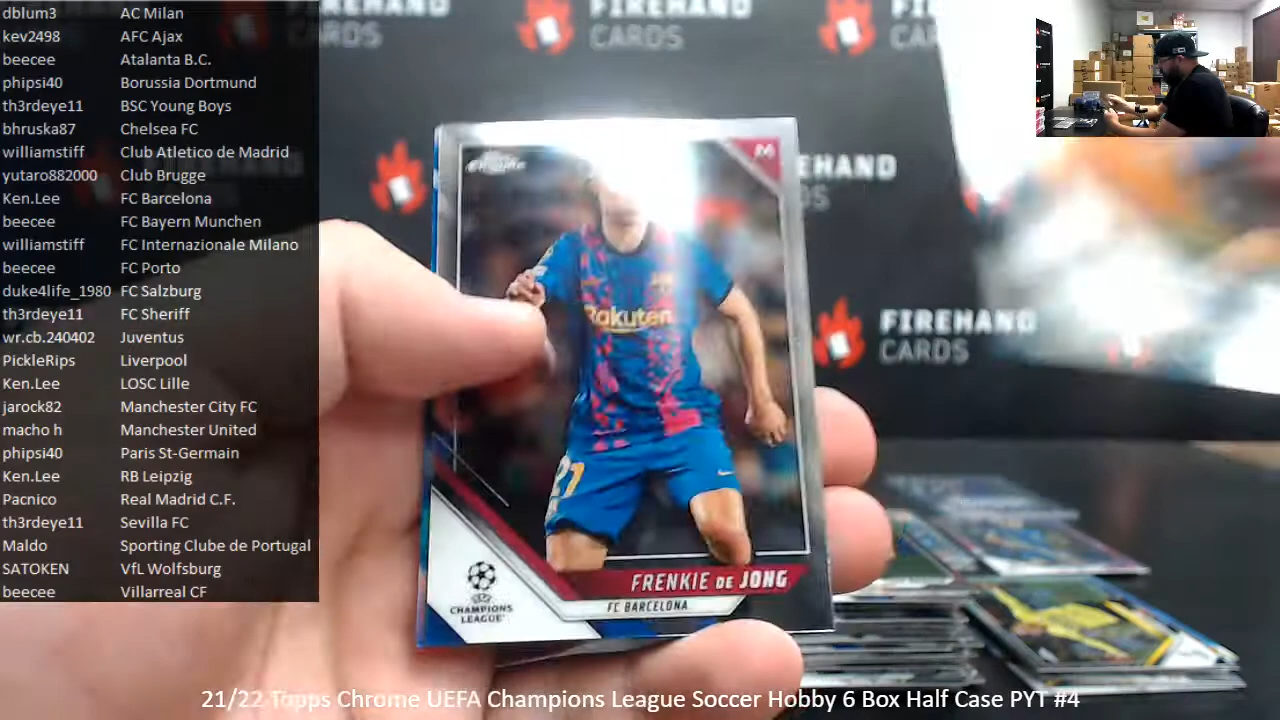 dblum3 AC Milan
kev2498 AFC Ajax
beecee Atalanta B.C.
phipsi40 Borussia Dortmund
th3rdeye11 BSC Young Boys
bhruska87 Chelsea FC
williamstiff Club Atletico de Madrid
yutaro882000 Club Brugge
Ken.Lee FC Barcelona
beecee FC Bayern Munchen
williamstiff FC Internazionale Milano
beecee FC Porto
duke4life_1980 FC Salzburg
th3rdeye11 FC Sheriff
wr.cb.240402 Juventus
PickleRips Liverpool
Ken.Lee LOSC Lille
jarock82 Manchester City FC
macho h Manchester United
phipsi40 Paris St-Germain
Ken.Lee RB Leipzig
Pacnico Real Madrid C.F.
th3rdeye11 Sevilla FC
Maldo Sporting Clube de Portugal
SATOKEN VfL Wolfsburg
beecee Villarreal CF
FIREHAND
CARDS
FIREHAND
CARDS
FIREHAND
CARDS
Chrome
M
Rakuten
21
FRENKIE DE JONG
FC BARCELONA
CHAMPIONS
LEAGUE
21/22 Topps Chrome UEFA Champions League Soccer Hobby 6 Box Half Case PYT #4